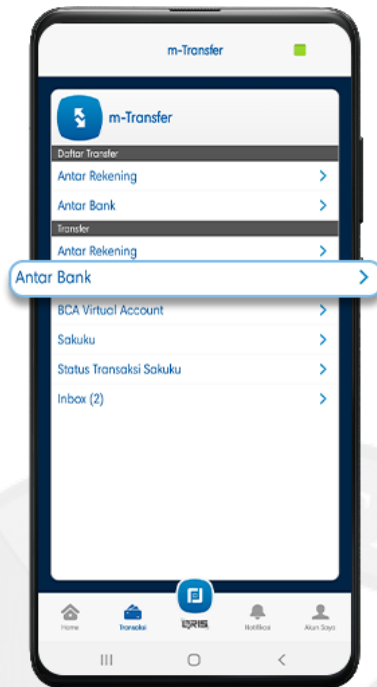 m-Transfer
m-Transfer
Daftar Transfer
Antar Rekening
Antar Bank
Transfer
Antar Rekening
Antar Bank
BCA Virtual Account
Sakuku
Status Transaksi Sakuku
Inbox (2)
Home Transaksi QRIS Notifikasi Akun Saya